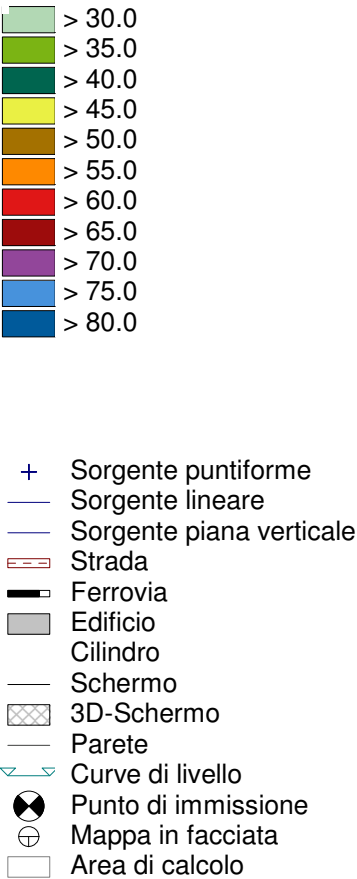 > 30.0
> 35.0
> 40.0
> 45.0
> 50.0
> 55.0
> 60.0
> 65.0
> 70.0
> 75.0
> 80.0
Sorgente puntiforme
Sorgente lineare
Sorgente piana verticale
Strada
Ferrovia
Edificio
Cilindro
Schermo
3D-Schermo
Parete
Curve di livello
Punto di immissione
Mappa in facciata
Area di calcolo